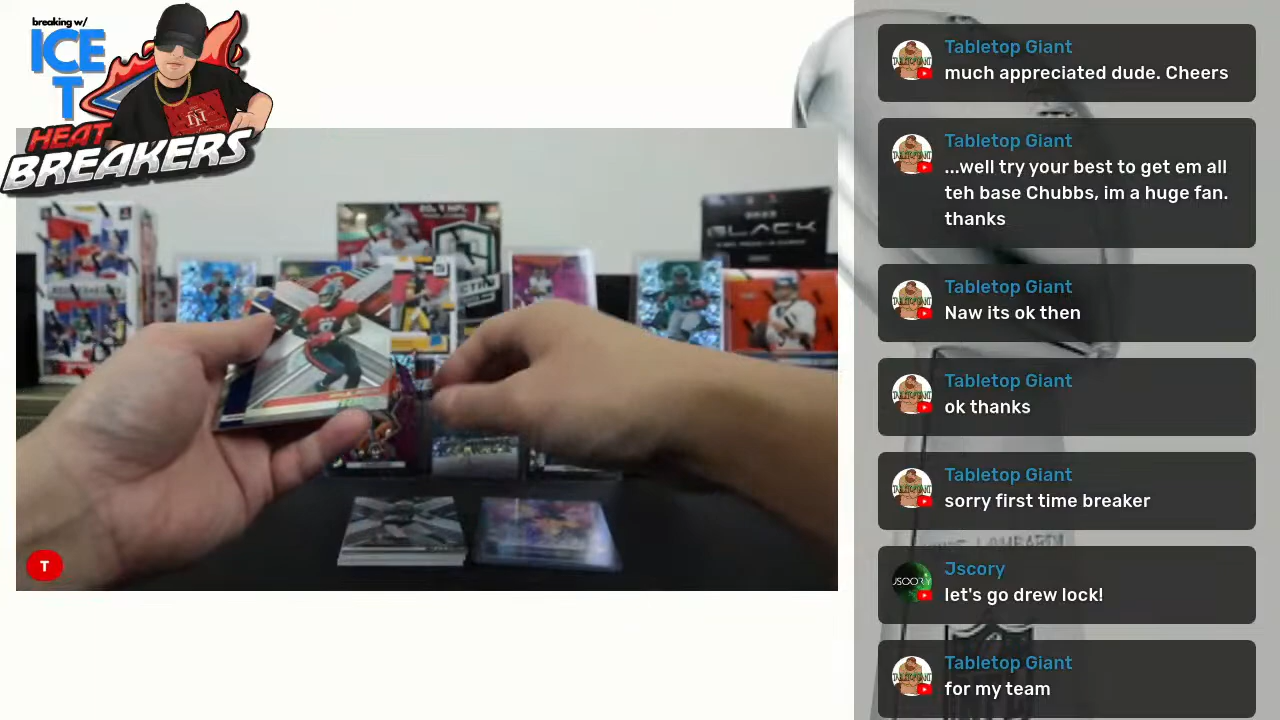 breaking w/
ICE
T
HEAT
BREAKERS
BLACK
T
Tabletop Giant
much appreciated dude. Cheers
Tabletop Giant
...well try your best to get em all
teh base Chubbs, im a huge fan.
thanks
Tabletop Giant
Naw its ok then
Tabletop Giant
ok thanks
Tabletop Giant
sorry first time breaker
JSCORY
Jscory
let's go drew lock!
Tabletop Giant
for my team